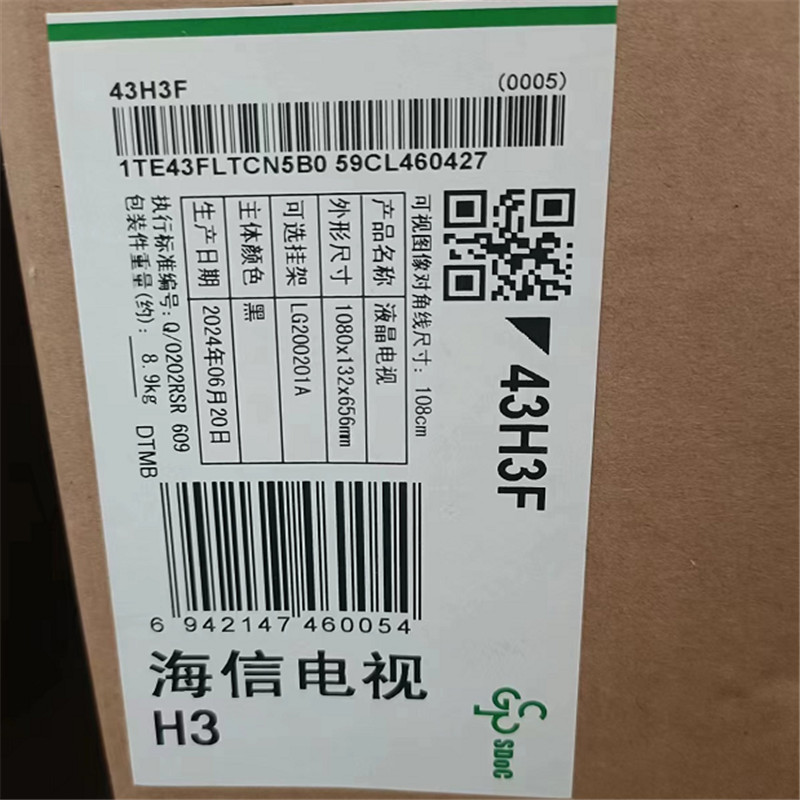 43H3F
(0005)
1TE43FLTCN5B0 59CL460427
可视图像对角线尺寸: 108cm
产品名称 液晶电视
外形尺寸 1080x132x656mm
可选挂架 LG200201A
主体颜色 黑
生产日期 2024年06月20日
执行标准编号: Q/0202RSR 609
包装件重量(约): 8.9kg DTMB
43H3F
6 942147 460054
海信电视
H3
GPC
SDoC